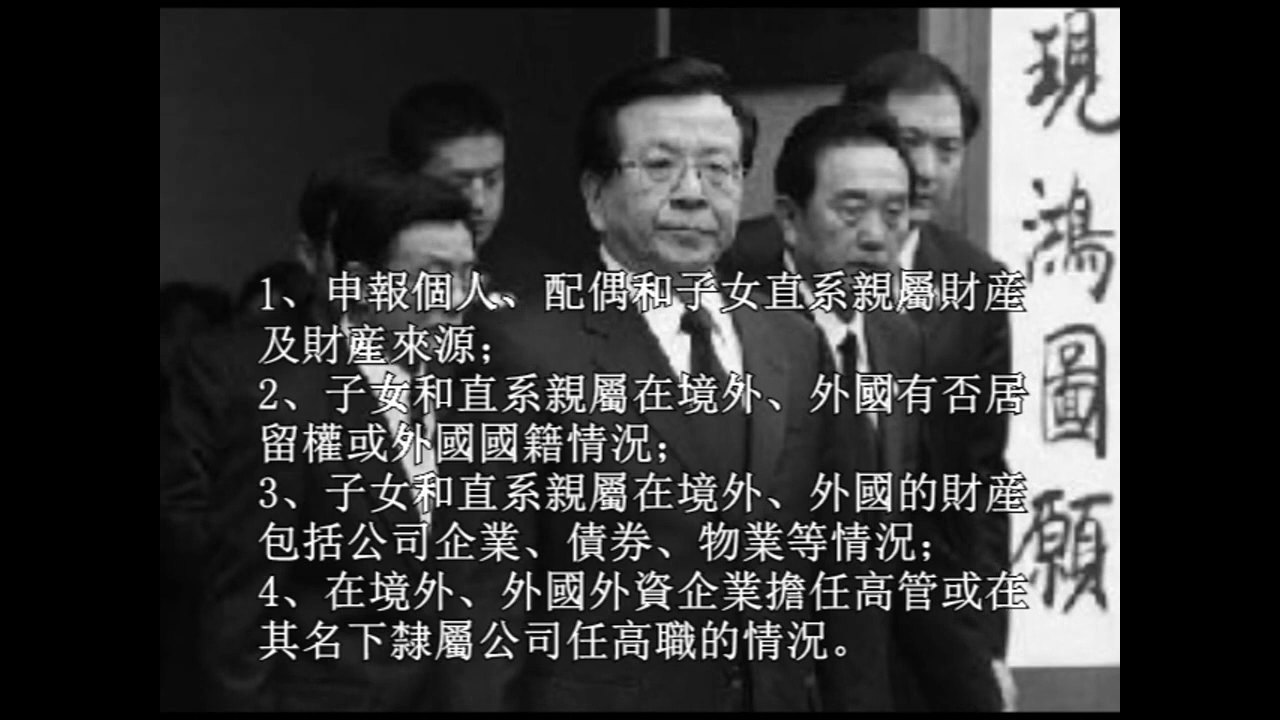 1、申報個人、配偶和子女直系親屬財産
及財産來源；
2、子女和直系親屬在境外、外國有否居
留權或外國國籍情況；
3、子女和直系親屬在境外、外國的財産
包括公司企業、債券、物業等情況；
4、在境外、外國外資企業擔任高管或在
其名下隸屬公司任高職的情況。
現鴻圖願